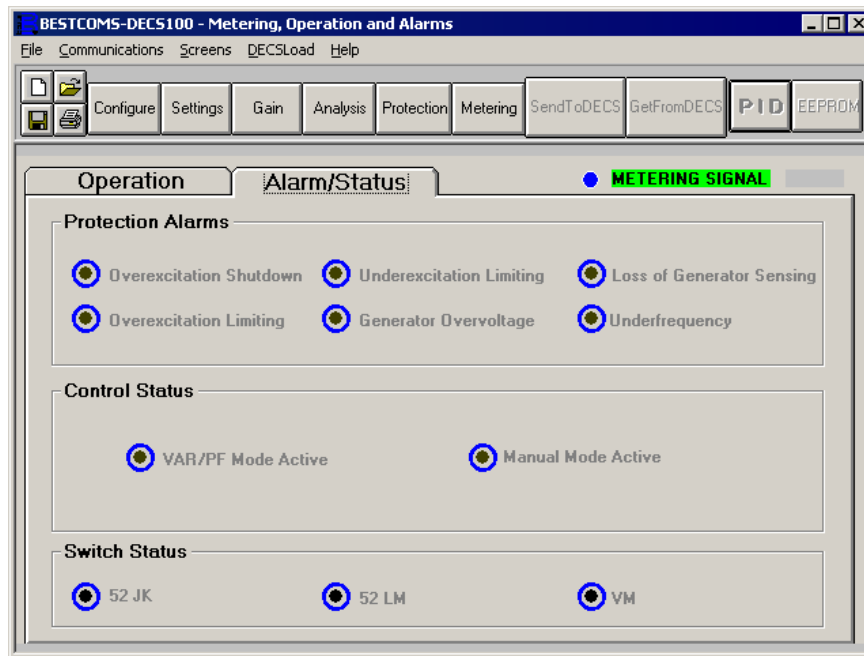 BESTCOMS-DECS100 - Metering, Operation and Alarms
File Communications Screens DECSLoad Help
Configure Settings Gain Analysis Protection Metering SendToDECS GetFromDECS PID EEPROM
Operation Alarm/Status METERING SIGNAL
Protection Alarms
Overexcitation Shutdown Underexcitation Limiting Loss of Generator Sensing
Overexcitation Limiting Generator Overvoltage Underfrequency
Control Status
VAR/PF Mode Active Manual Mode Active
Switch Status
52 JK 52 LM VM